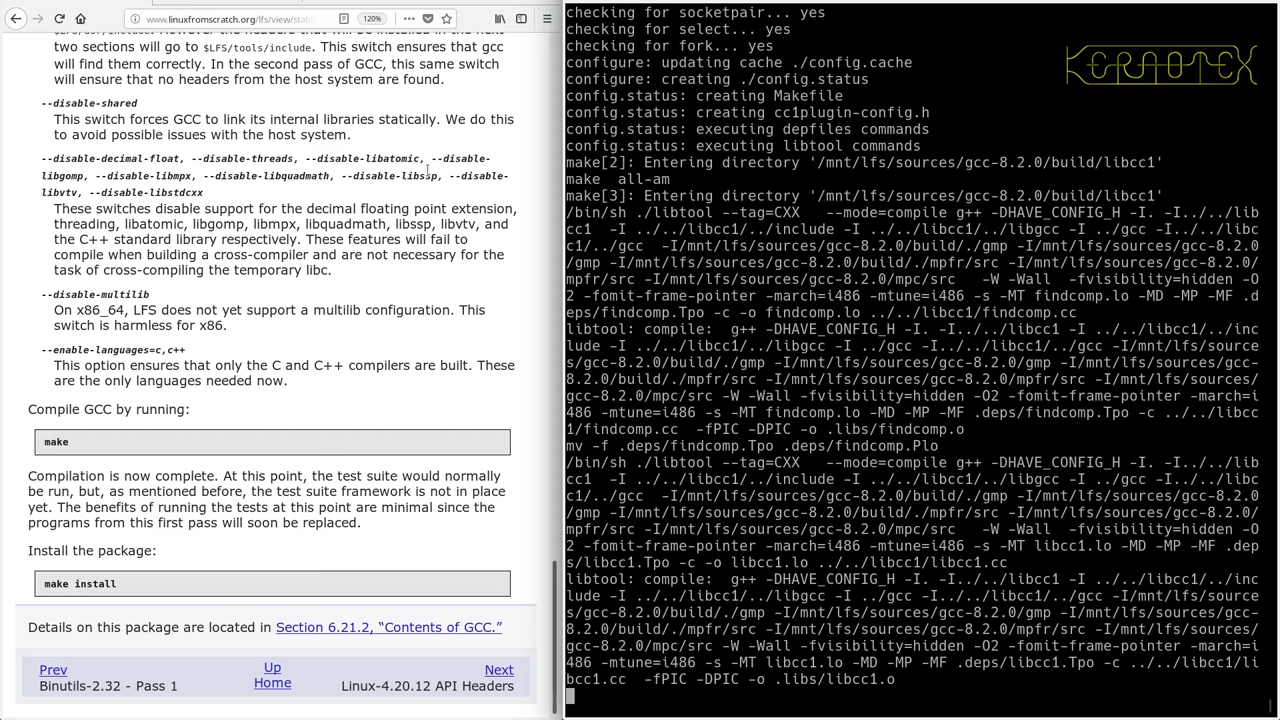 www.linuxfromscratch.org/lfs/view/stab
120%
two sections will go to $LFS/tools/include. This switch ensures that gcc
will find them correctly. In the second pass of GCC, this same switch
will ensure that no headers from the host system are found.
--disable-shared
This switch forces GCC to link its internal libraries statically. We do this
to avoid possible issues with the host system.
--disable-decimal-float, --disable-threads, --disable-libatomic, --disable-
libgomp, --disable-libmpx, --disable-libquadmath, --disable-libssp, --disable-
libvtv, --disable-libstdcxx
These switches disable support for the decimal floating point extension,
threading, libatomic, libgomp, libmpx, libquadmath, libssp, libvtv, and
the C++ standard library respectively. These features will fail to
compile when building a cross-compiler and are not necessary for the
task of cross-compiling the temporary libc.
--disable-multilib
On x86_64, LFS does not yet support a multilib configuration. This
switch is harmless for x86.
--enable-languages=c,c++
This option ensures that only the C and C++ compilers are built. These
are the only languages needed now.
Compile GCC by running:
make
Compilation is now complete. At this point, the test suite would normally
be run, but, as mentioned before, the test suite framework is not in place
yet. The benefits of running the tests at this point are minimal since the
programs from this first pass will soon be replaced.
Install the package:
make install
Details on this package are located in Section 6.21.2, “Contents of GCC.”
Prev
Up
Next
Binutils-2.32 - Pass 1
Home
Linux-4.20.12 API Headers
checking for socketpair... yes
checking for select... yes
checking for fork... yes
configure: updating cache ./config.cache
configure: creating ./config.status
config.status: creating Makefile
config.status: creating cc1plugin-config.h
config.status: executing depfiles commands
config.status: executing libtool commands
make[2]: Entering directory '/mnt/lfs/sources/gcc-8.2.0/build/libcc1'
make  all-am
make[3]: Entering directory '/mnt/lfs/sources/gcc-8.2.0/build/libcc1'
/bin/sh ./libtool --tag=CXX   --mode=compile g++ -DHAVE_CONFIG_H -I. -I../../lib
cc1  -I ../../libcc1/../include -I ../../libcc1/../libgcc -I ../gcc -I../../libc
c1/../gcc  -I/mnt/lfs/sources/gcc-8.2.0/build/./gmp -I/mnt/lfs/sources/gcc-8.2.0
/gmp -I/mnt/lfs/sources/gcc-8.2.0/build/./mpfr/src -I/mnt/lfs/sources/gcc-8.2.0/
mpfr/src -I/mnt/lfs/sources/gcc-8.2.0/mpc/src   -W -Wall  -fvisibility=hidden -O
2 -fomit-frame-pointer -march=i486 -mtune=i486 -s -MT findcomp.lo -MD -MP -MF .d
eps/findcomp.Tpo -c -o findcomp.lo ../../libcc1/findcomp.cc
libtool: compile:  g++ -DHAVE_CONFIG_H -I. -I../../libcc1 -I ../../libcc1/../inc
lude -I ../../libcc1/../libgcc -I ../gcc -I../../libcc1/../gcc -I/mnt/lfs/source
s/gcc-8.2.0/build/./gmp -I/mnt/lfs/sources/gcc-8.2.0/gmp -I/mnt/lfs/sources/gcc-
8.2.0/build/./mpfr/src -I/mnt/lfs/sources/gcc-8.2.0/mpfr/src -I/mnt/lfs/sources/
gcc-8.2.0/mpc/src -W -Wall -fvisibility=hidden -O2 -fomit-frame-pointer -march=i
486 -mtune=i486 -s -MT findcomp.lo -MD -MP -MF .deps/findcomp.Tpo -c ../../libcc
1/findcomp.cc  -fPIC -DPIC -o .libs/findcomp.o
mv -f .deps/findcomp.Tpo .deps/findcomp.Plo
/bin/sh ./libtool --tag=CXX   --mode=compile g++ -DHAVE_CONFIG_H -I. -I../../lib
cc1  -I ../../libcc1/../include -I ../../libcc1/../libgcc -I ../gcc -I../../libc
c1/../gcc  -I/mnt/lfs/sources/gcc-8.2.0/build/./gmp -I/mnt/lfs/sources/gcc-8.2.0
/gmp -I/mnt/lfs/sources/gcc-8.2.0/build/./mpfr/src -I/mnt/lfs/sources/gcc-8.2.0/
mpfr/src -I/mnt/lfs/sources/gcc-8.2.0/mpc/src   -W -Wall  -fvisibility=hidden -O
2 -fomit-frame-pointer -march=i486 -mtune=i486 -s -MT libcc1.lo -MD -MP -MF .dep
s/libcc1.Tpo -c -o libcc1.lo ../../libcc1/libcc1.cc
libtool: compile:  g++ -DHAVE_CONFIG_H -I. -I../../libcc1 -I ../../libcc1/../inc
lude -I ../../libcc1/../libgcc -I ../gcc -I../../libcc1/../gcc -I/mnt/lfs/source
s/gcc-8.2.0/build/./gmp -I/mnt/lfs/sources/gcc-8.2.0/gmp -I/mnt/lfs/sources/gcc-
8.2.0/build/./mpfr/src -I/mnt/lfs/sources/gcc-8.2.0/mpfr/src -I/mnt/lfs/sources/
gcc-8.2.0/mpc/src -W -Wall -fvisibility=hidden -O2 -fomit-frame-pointer -march=i
486 -mtune=i486 -s -MT libcc1.lo -MD -MP -MF .deps/libcc1.Tpo -c ../../libcc1/li
bcc1.cc  -fPIC -DPIC -o .libs/libcc1.o